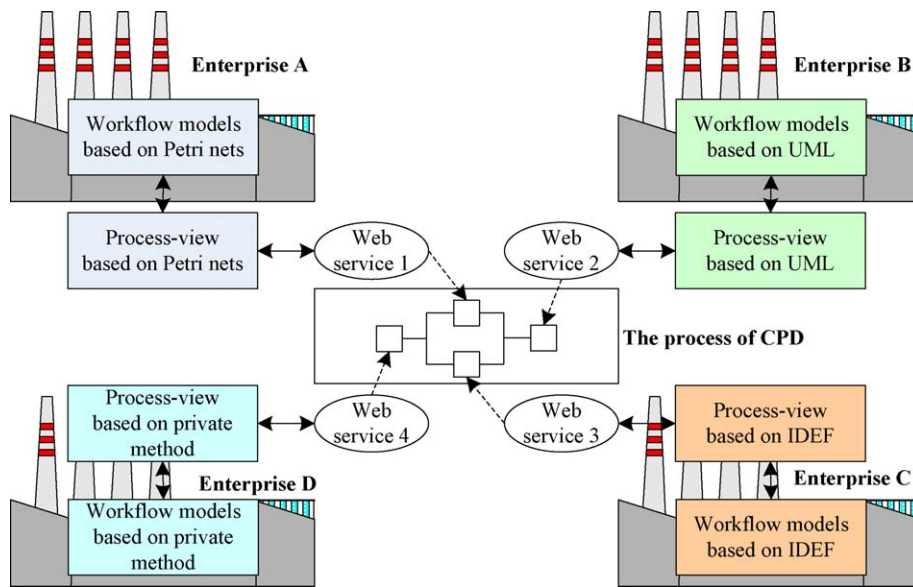 Enterprise A
Workflow models
based on Petri nets
Process-view
based on Petri nets
Web
service 1
Enterprise B
Workflow models
based on UML
Process-view
based on UML
Web
service 2
The process of CPD
Process-view
based on private
method
Web
service 4
Enterprise D
Workflow models
based on private
method
Web
service 3
Process-view
based on IDEF
Enterprise C
Workflow models
based on IDEF